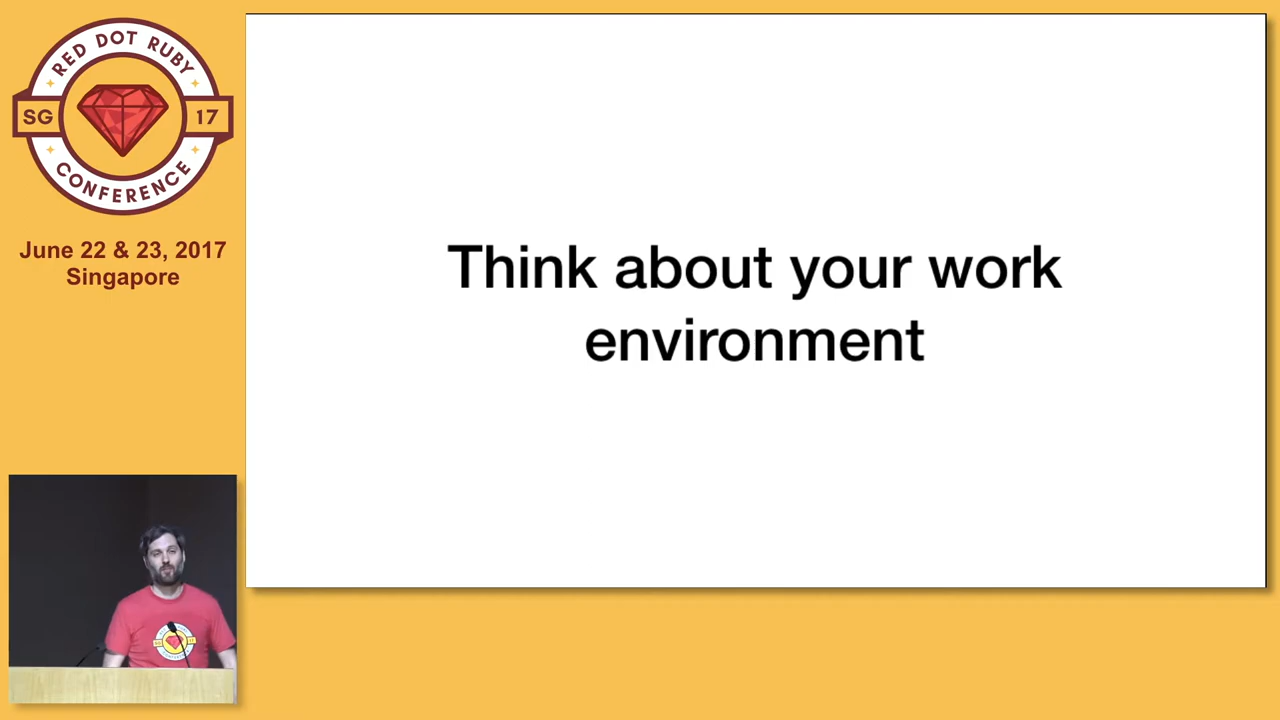 RED DOT RUBY
SG 17
CONFERENCE
June 22 & 23, 2017
Singapore
Think about your work
environment